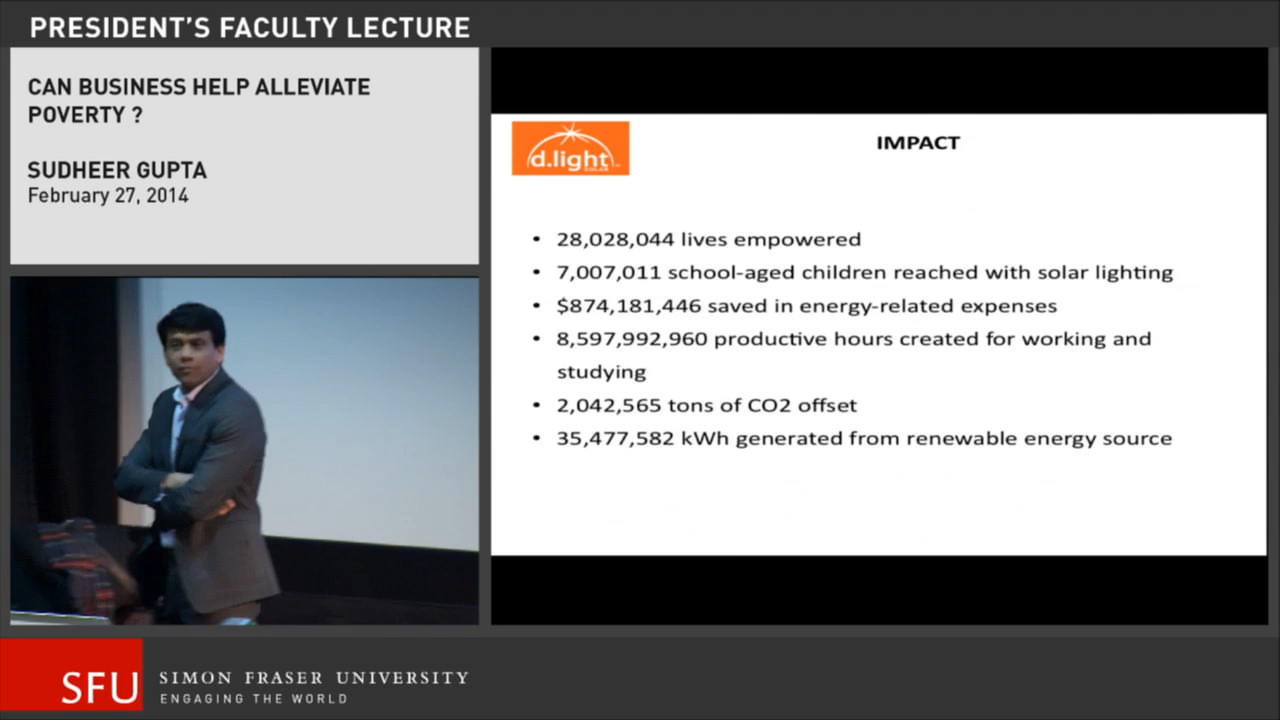 PRESIDENT'S FACULTY LECTURE
CAN BUSINESS HELP ALLEVIATE
POVERTY ?
SUDHEER GUPTA
February 27, 2014
d.light
SOLAR
IMPACT
• 28,028,044 lives empowered
• 7,007,011 school-aged children reached with solar lighting
• $874,181,446 saved in energy-related expenses
• 8,597,992,960 productive hours created for working and
studying
• 2,042,565 tons of CO2 offset
• 35,477,582 kWh generated from renewable energy source
SFU
SIMON FRASER UNIVERSITY
ENGAGING THE WORLD